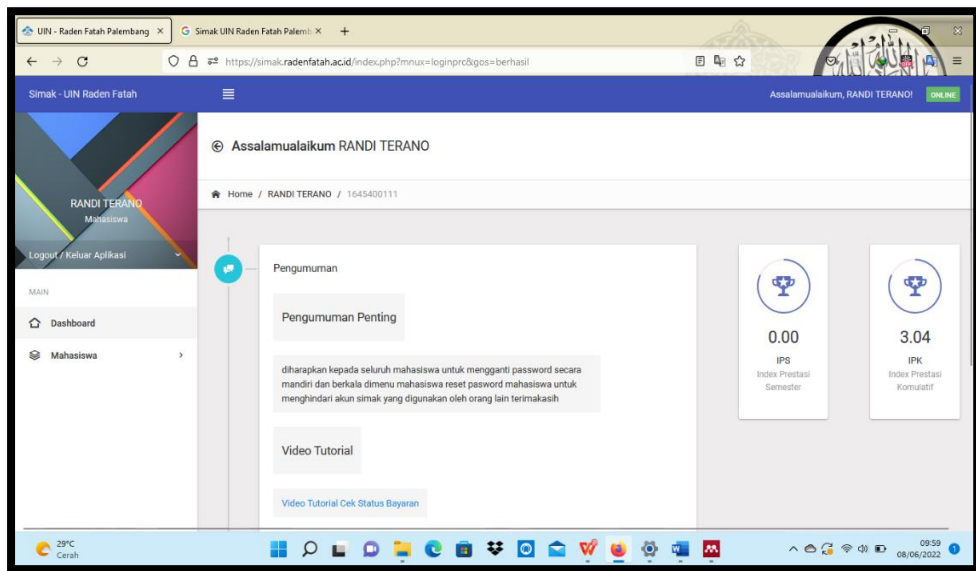 UIN - Raden Fatah Palembang
Simak UIN Raden Fatah Palemb
https://simak.radenfatah.ac.id/index.php?mnux=loginprc&gos=berhasil
Simak - UIN Raden Fatah
Assalamualaikum, RANDI TERANO!
ONLINE
RANDI TERANO
Mahasiswa
Logout / Keluar Aplikasi
MAIN
Dashboard
Mahasiswa
Assalamualaikum RANDI TERANO
Home / RANDI TERANO / 1645400111
Pengumuman
Pengumuman Penting
diharapkan kepada seluruh mahasiswa untuk mengganti password secara
mandiri dan berkala dimenu mahasiswa reset pasword mahasiswa untuk
menghindari akun simak yang digunakan oleh orang lain terimakasih
Video Tutorial
Video Tutorial Cek Status Bayaran
0.00
IPS
Index Prestasi
Semester
3.04
IPK
Index Prestasi
Komulatif
29°C
Cerah
09:59
08/06/2022